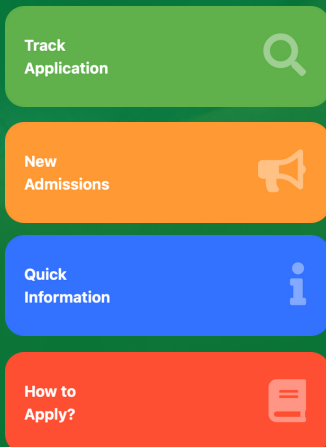 Track
Application
New
Admissions
Quick
Information
How to
Apply?